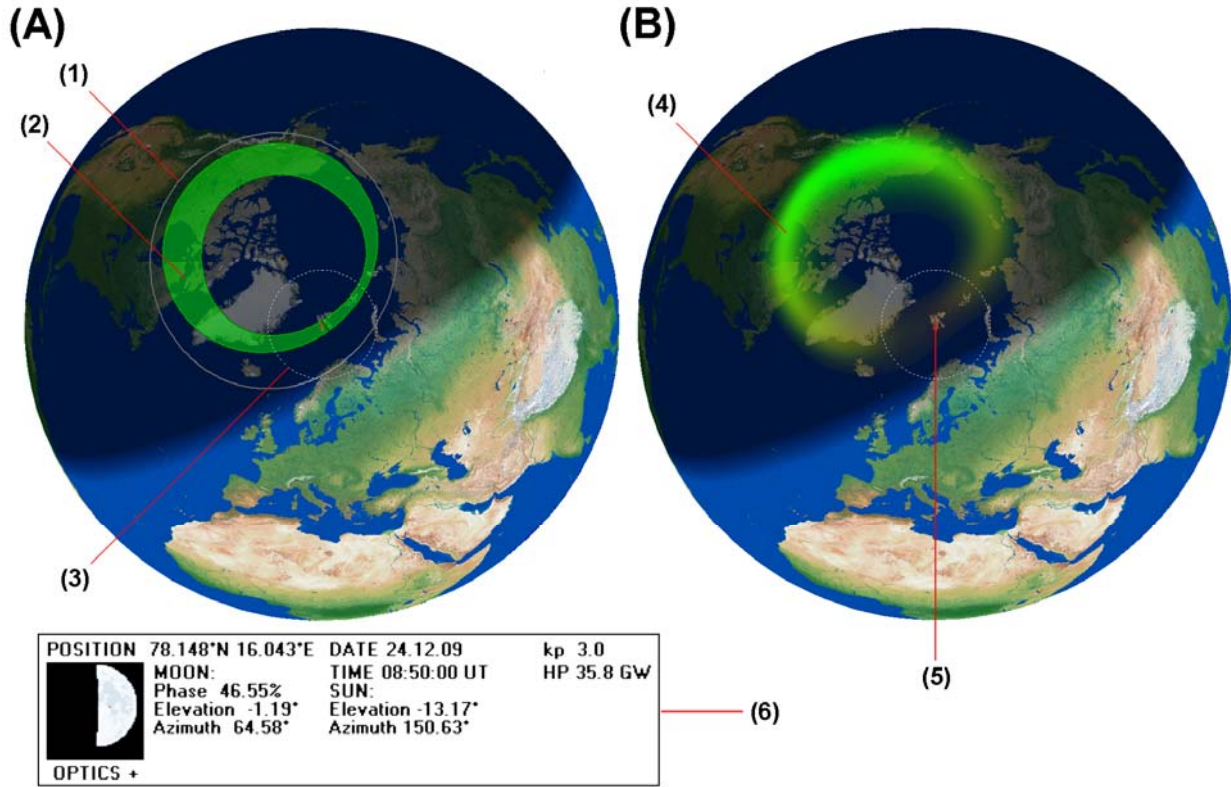 (A)
(B)
(1)
(2)
(3)
(4)
(5)
POSITION 78.148°N 16.043°E DATE 24.12.09 kp 3.0
MOON: TIME 08:50:00 UT HP 35.8 GW
Phase 46.55% SUN:
Elevation -1.19° Elevation -13.17°
Azimuth 64.58° Azimuth 150.63°
OPTICS +
(6)